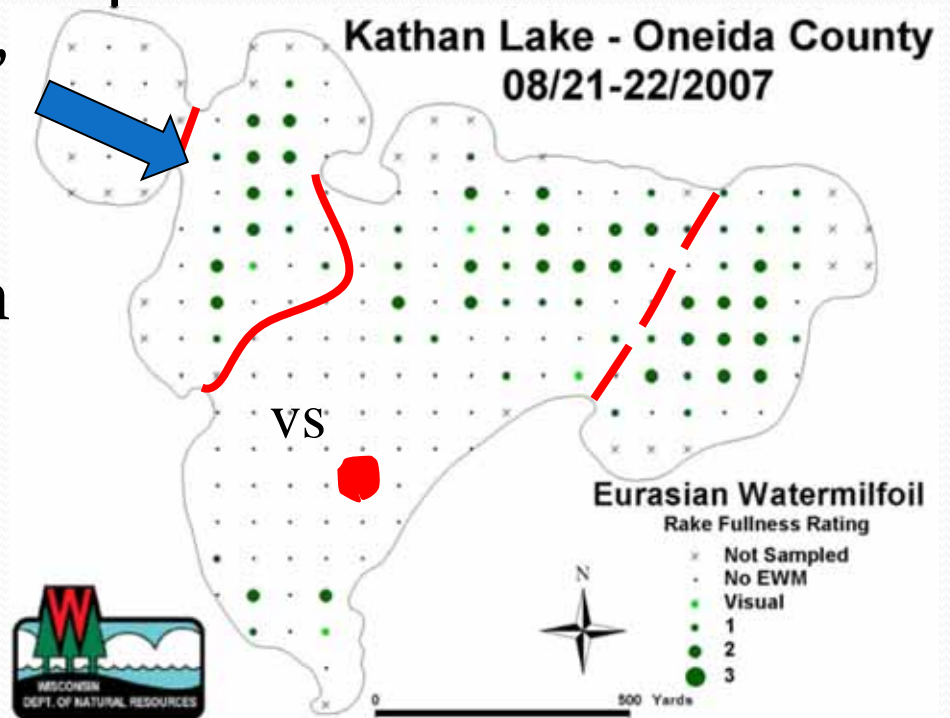 ,
Kathan Lake - Oneida County
08/21-22/2007
n
vs
Eurasian Watermilfoil
Rake Fullness Rating
Not Sampled
No EWM
Visual
1
2
3
N
0 500 Yards
W
WISCONSIN
DEPT. OF NATURAL RESOURCES